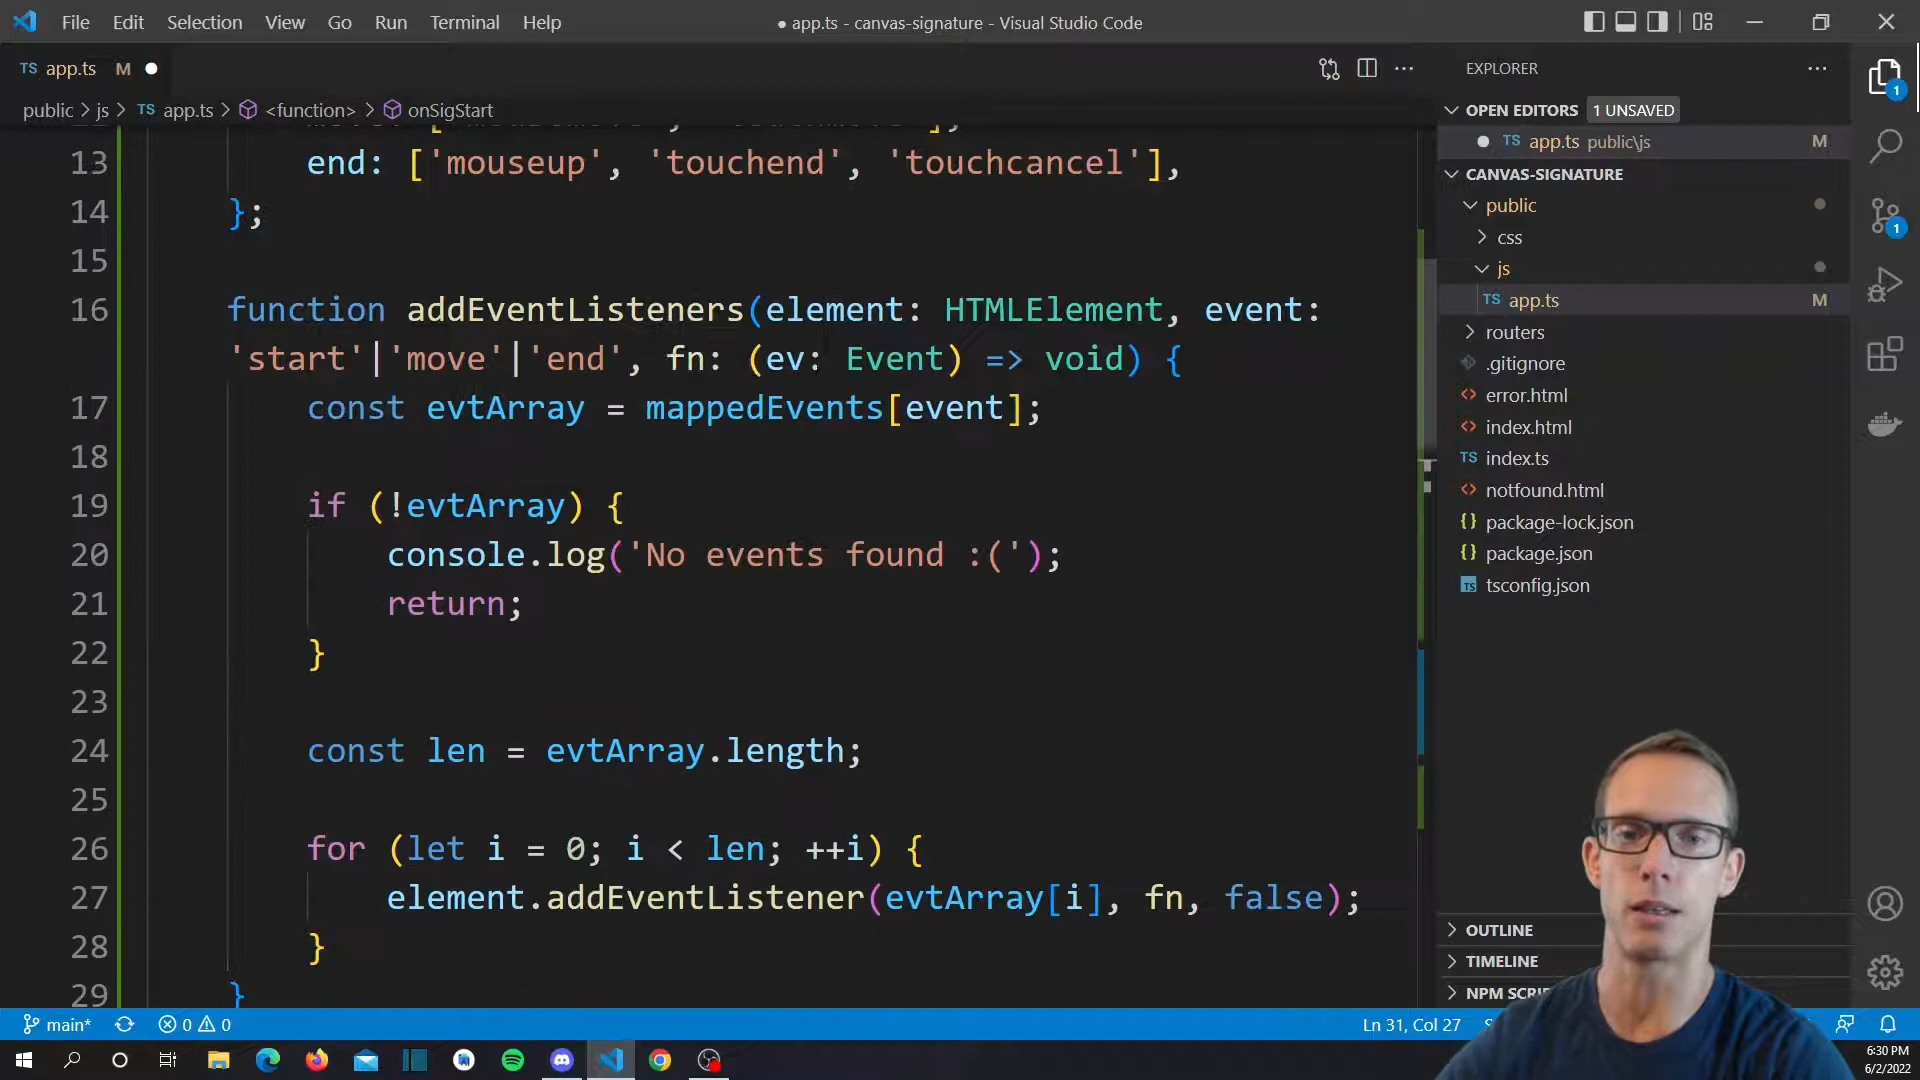 File Edit Selection View Go Run Terminal Help
● app.ts - canvas-signature - Visual Studio Code
TS app.ts M ●
public > js > TS app.ts > <function> > onSigStart
13 end: ['mouseup', 'touchend', 'touchcancel'],
14 };
15
16 function addEventListeners(element: HTMLElement, event:
'start'|'move'|'end', fn: (ev: Event) => void) {
17 const evtArray = mappedEvents[event];
18
19 if (!evtArray) {
20 console.log('No events found :(');
21 return;
22 }
23
24 const len = evtArray.length;
25
26 for (let i = 0; i < len; ++i) {
27 element.addEventListener(evtArray[i], fn, false);
28 }
29 }
EXPLORER
OPEN EDITORS 1 UNSAVED
● TS app.ts public\js M
CANVAS-SIGNATURE
public
css
js
TS app.ts M
routers
.gitignore
error.html
index.html
TS index.ts
notfound.html
package-lock.json
package.json
tsconfig.json
OUTLINE
TIMELINE
NPM
1
1
main* 0 0
Ln 31, Col 27
6:30 PM
6/2/2022